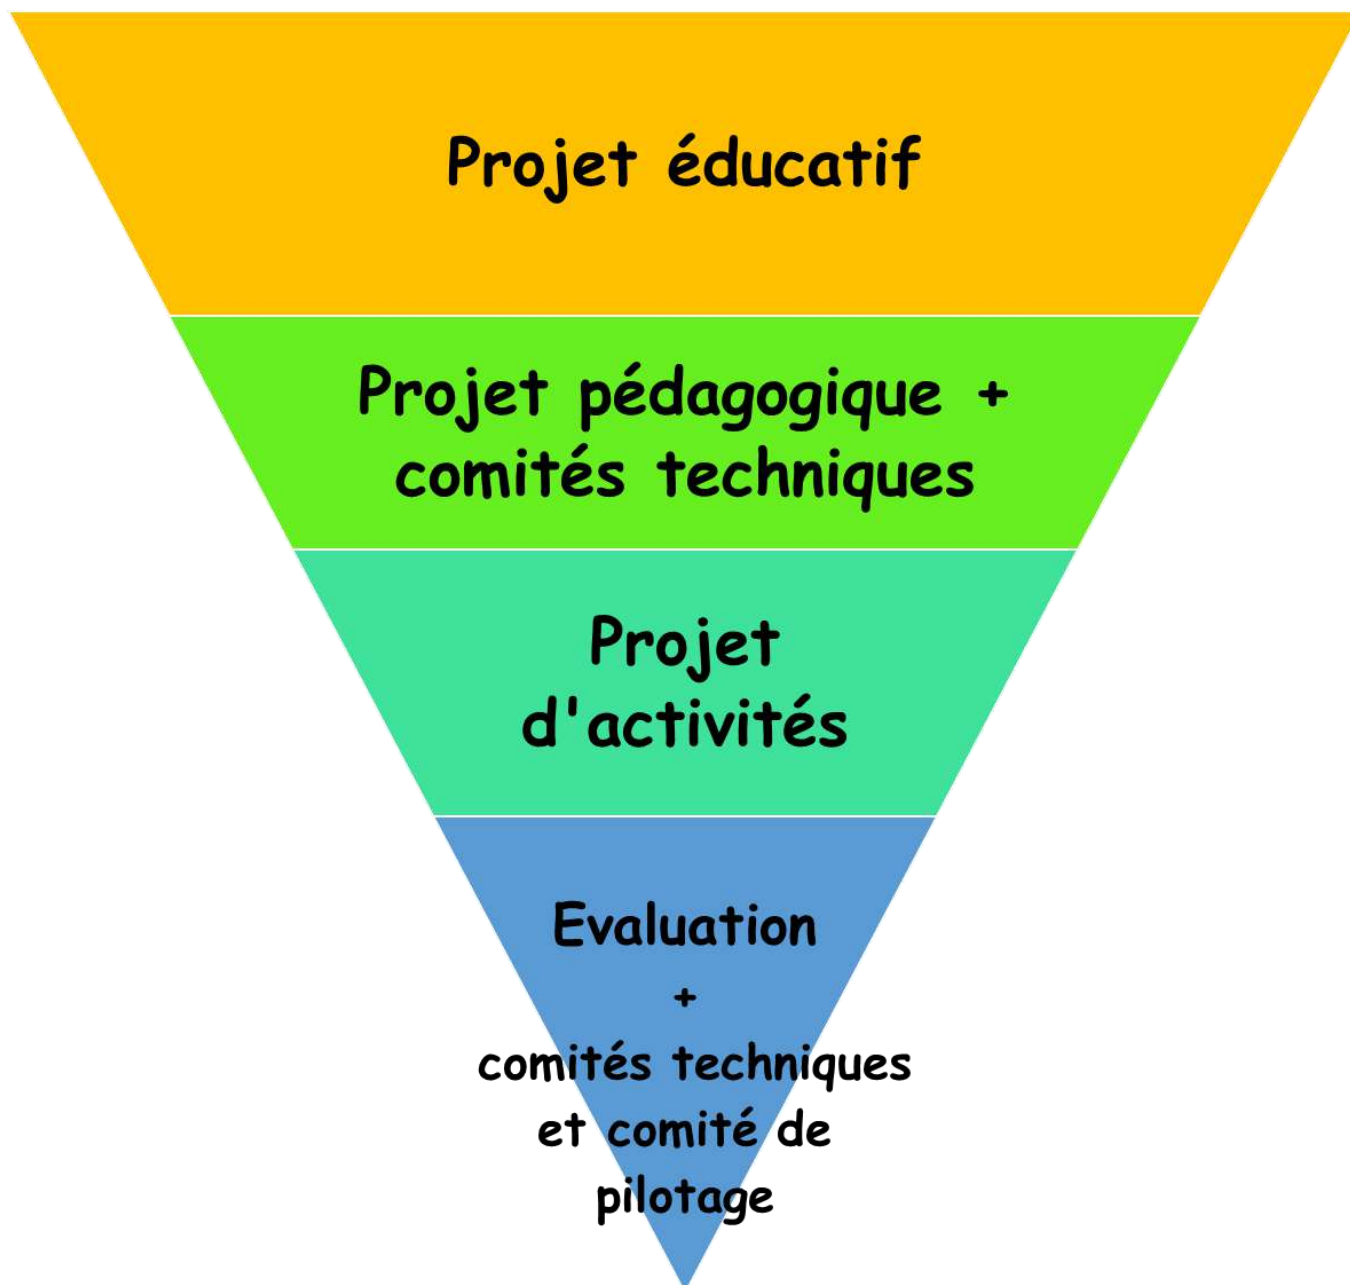 Projet éducatif
Projet pédagogique +
comités techniques
Projet
d'activités
Evaluation
+
comités techniques
et comité de
pilotage